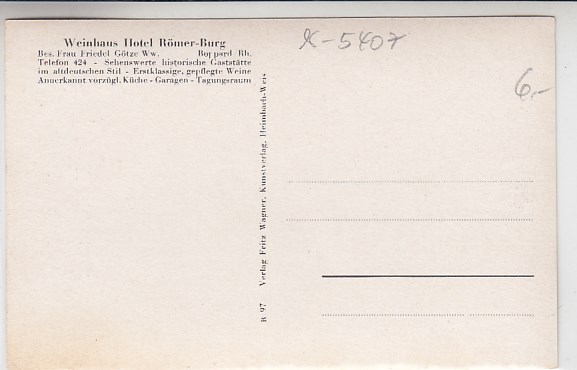 Weinhaus Hotel Römer-Burg
Bes. Frau Friedel Götze Ww. Boppard Rh.
Telefon 424 - Sehenswerte historische Gaststätte
im altdeutschen Stil - Erstklassige, gepflegte Weine
Anerkannt vorzügl. Küche - Garagen - Tagungsraum
K-5407
6,-
B 97 Verlag Fritz Wagner, Kunstverlag, Heimbach-Weis